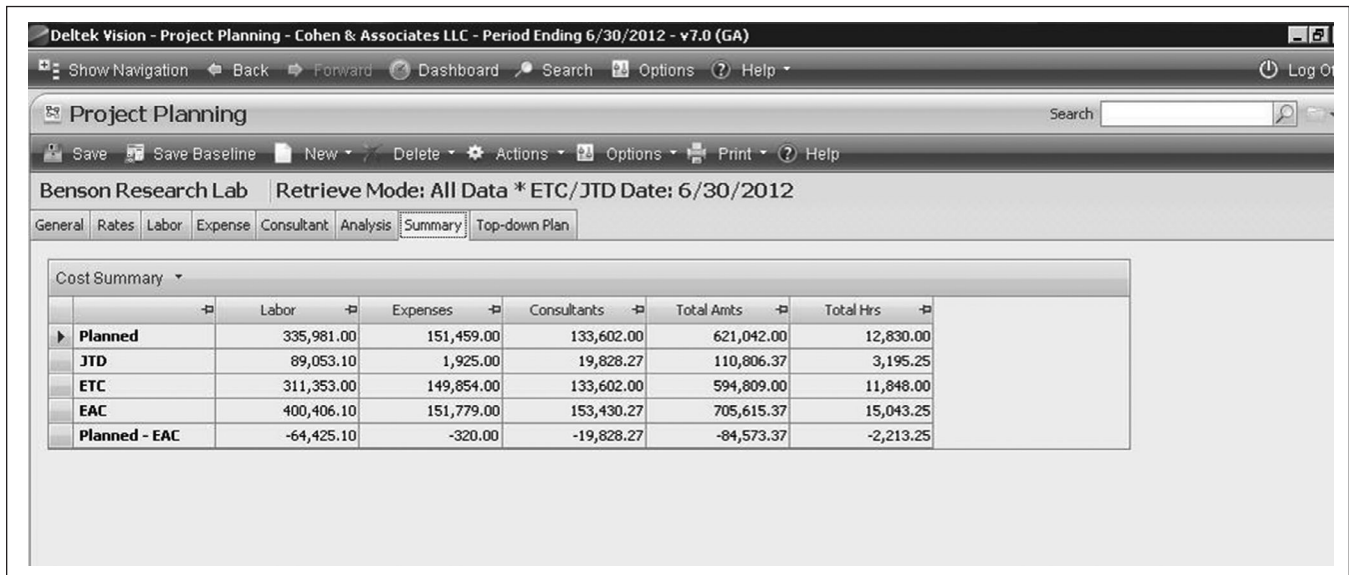 Deltek Vision - Project Planning - Cohen & Associates LLC - Period Ending 6/30/2012 - v7.0 (GA)
Show Navigation Back Forward Dashboard Search Options Help Log Of
Project Planning Search
Save Save Baseline New Delete Actions Options Print Help
Benson Research Lab Retrieve Mode: All Data * ETC/JTD Date: 6/30/2012
General Rates Labor Expense Consultant Analysis Summary Top-down Plan
Cost Summary
Labor Expenses Consultants Total Amts Total Hrs
Planned 335,981.00 151,459.00 133,602.00 621,042.00 12,830.00
JTD 89,053.10 1,925.00 19,828.27 110,806.37 3,195.25
ETC 311,353.00 149,854.00 133,602.00 594,809.00 11,848.00
EAC 400,406.10 151,779.00 153,430.27 705,615.37 15,043.25
Planned - EAC -64,425.10 -320.00 -19,828.27 -84,573.37 -2,213.25